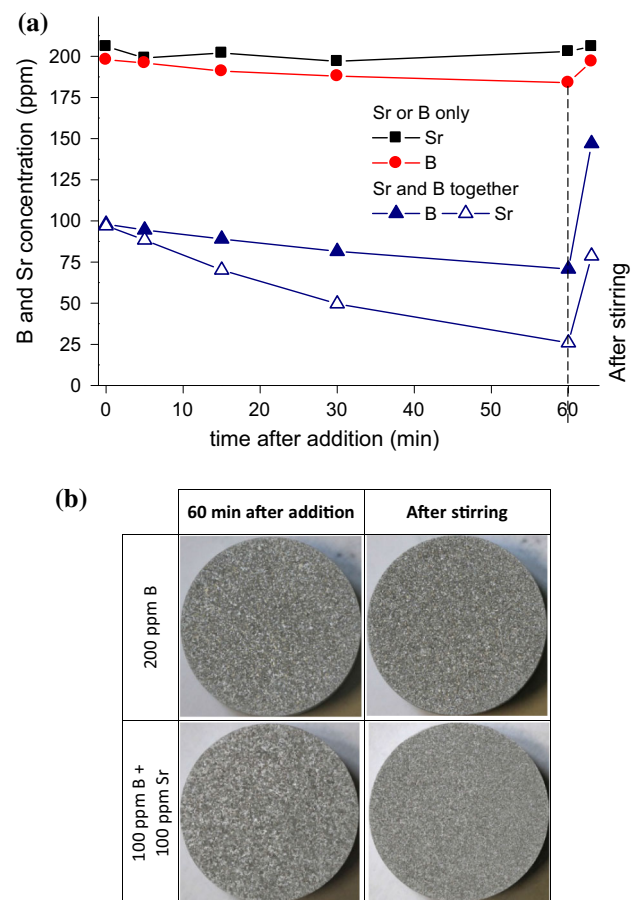 (a)
B and Sr concentration (ppm)
200
175
150
125
100
75
50
25
0
Sr or B only
Sr
B
Sr and B together
B Sr
0 10 20 30 40 50 60
time after addition (min)
After stirring
(b)
60 min after addition After stirring
200 ppm B
100 ppm B +
100 ppm Sr